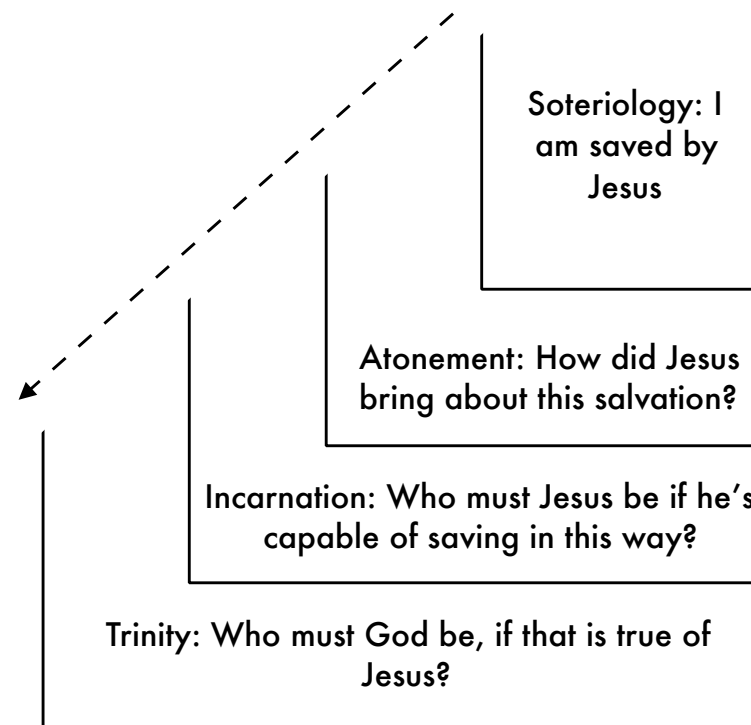 Soteriology: I
am saved by
Jesus
Atonement: How did Jesus
bring about this salvation?
Incarnation: Who must Jesus be if he’s
capable of saving in this way?
Trinity: Who must God be, if that is true of
Jesus?